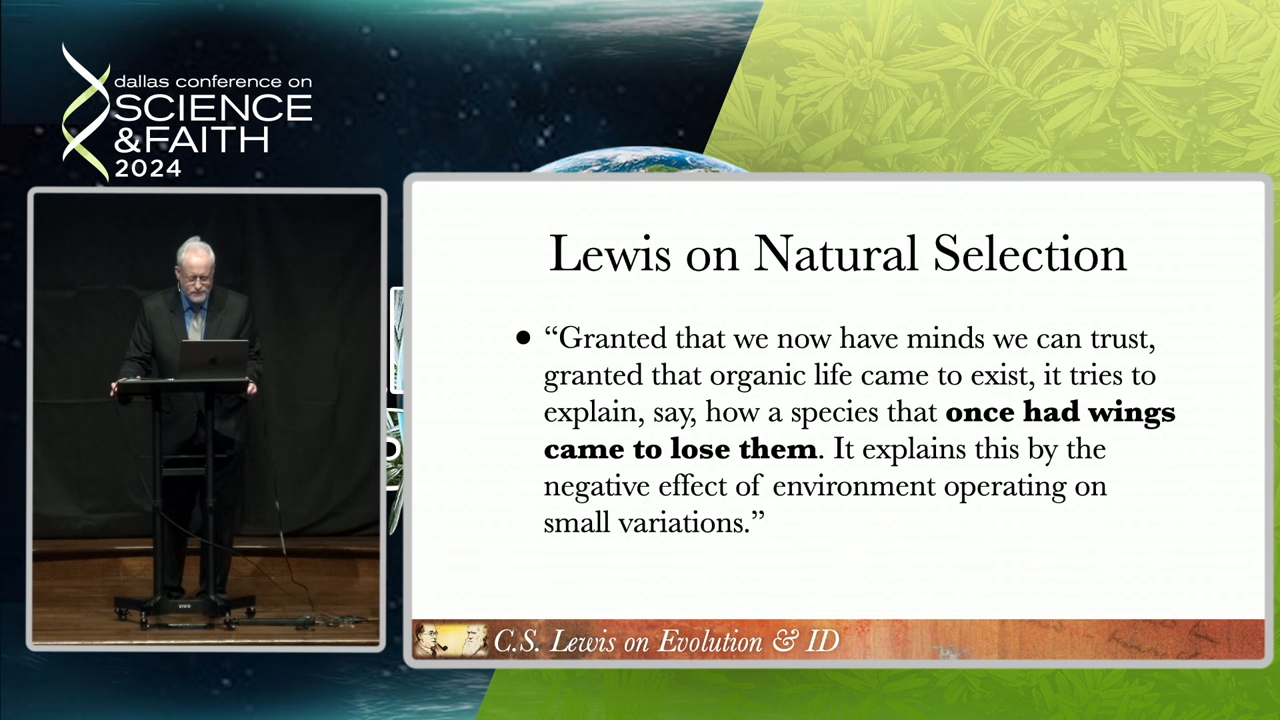 dallas conference on
SCIENCE
&FAITH
2024
Lewis on Natural Selection
• “Granted that we now have minds we can trust,
granted that organic life came to exist, it tries to
explain, say, how a species that once had wings
came to lose them. It explains this by the
negative effect of environment operating on
small variations.”
C.S. Lewis on Evolution & ID